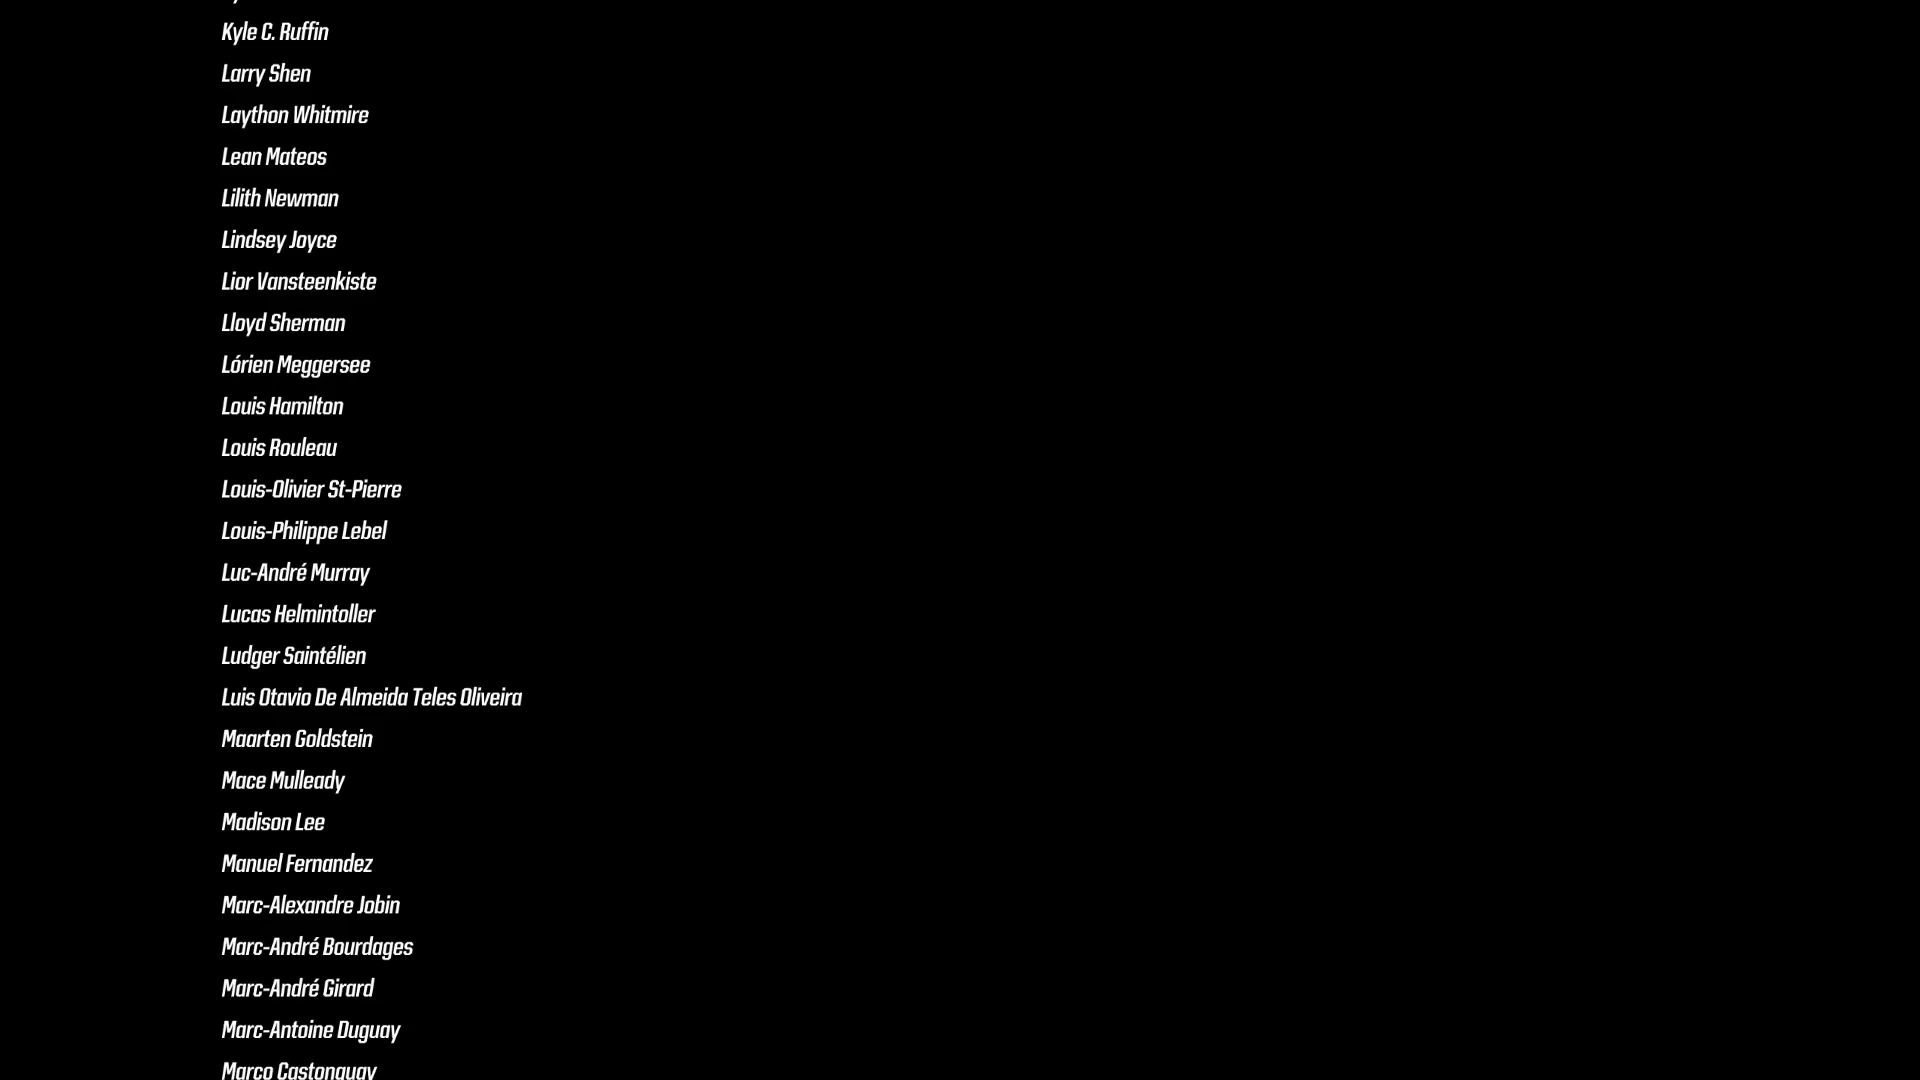 Kyle C. Ruffin
Larry Shen
Laython Whitmire
Lean Mateos
Lilith Newman
Lindsey Joyce
Lior Vansteenkiste
Lloyd Sherman
Lórien Meggersee
Louis Hamilton
Louis Rouleau
Louis-Olivier St-Pierre
Louis-Philippe Lebel
Luc-André Murray
Lucas Helmintoller
Ludger Saintélien
Luis Otavio De Almeida Teles Oliveira
Maarten Goldstein
Mace Mulleady
Madison Lee
Manuel Fernandez
Marc-Alexandre Jobin
Marc-André Bourdages
Marc-André Girard
Marc-Antoine Duguay
Marco Castonguay